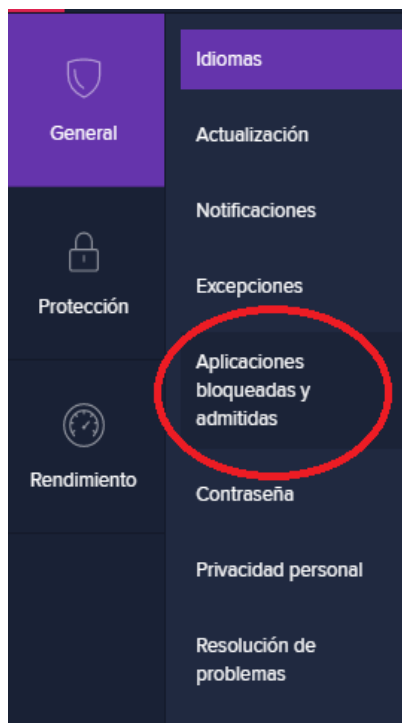 General
Protección
Rendimiento
Idiomas
Actualización
Notificaciones
Excepciones
Aplicaciones
bloqueadas y
admitidas
Contraseña
Privacidad personal
Resolución de
problemas